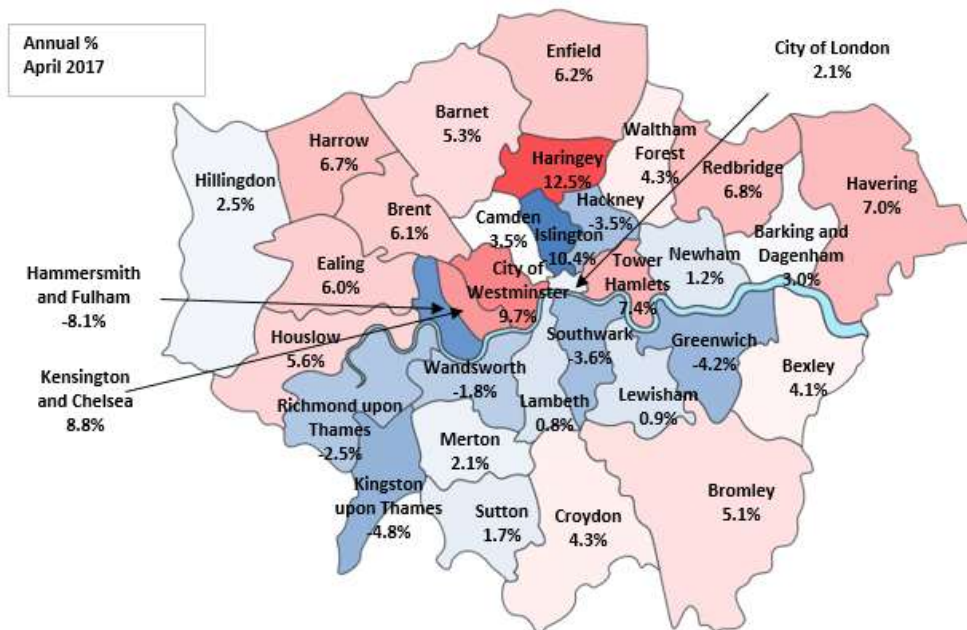 Annual %
April 2017
City of London
2.1%
Enfield
6.2%
Barnet
5.3%
Harrow
6.7%
Hillingdon
2.5%
Haringey
12.5%
Waltham
Forest
4.3%
Redbridge
6.8%
Havering
7.0%
Brent
6.1%
Camden
3.5%
Hackney
-3.5%
Islington
-10.4%
Ealing
6.0%
City of
Westminster
9.7%
Tower
Hamlets
7.4%
Newham
1.2%
Barking and
Dagenham
3.0%
Hammersmith
and Fulham
-8.1%
Kensington
and Chelsea
8.8%
Houslow
5.6%
Richmond upon
Thames
-2.5%
Wandsworth
-1.8%
Lambeth
0.8%
Southwark
-3.6%
Lewisham
0.9%
Greenwich
-4.2%
Bexley
4.1%
Kingston
upon Thames
-4.8%
Merton
2.1%
Sutton
1.7%
Croydon
4.3%
Bromley
5.1%